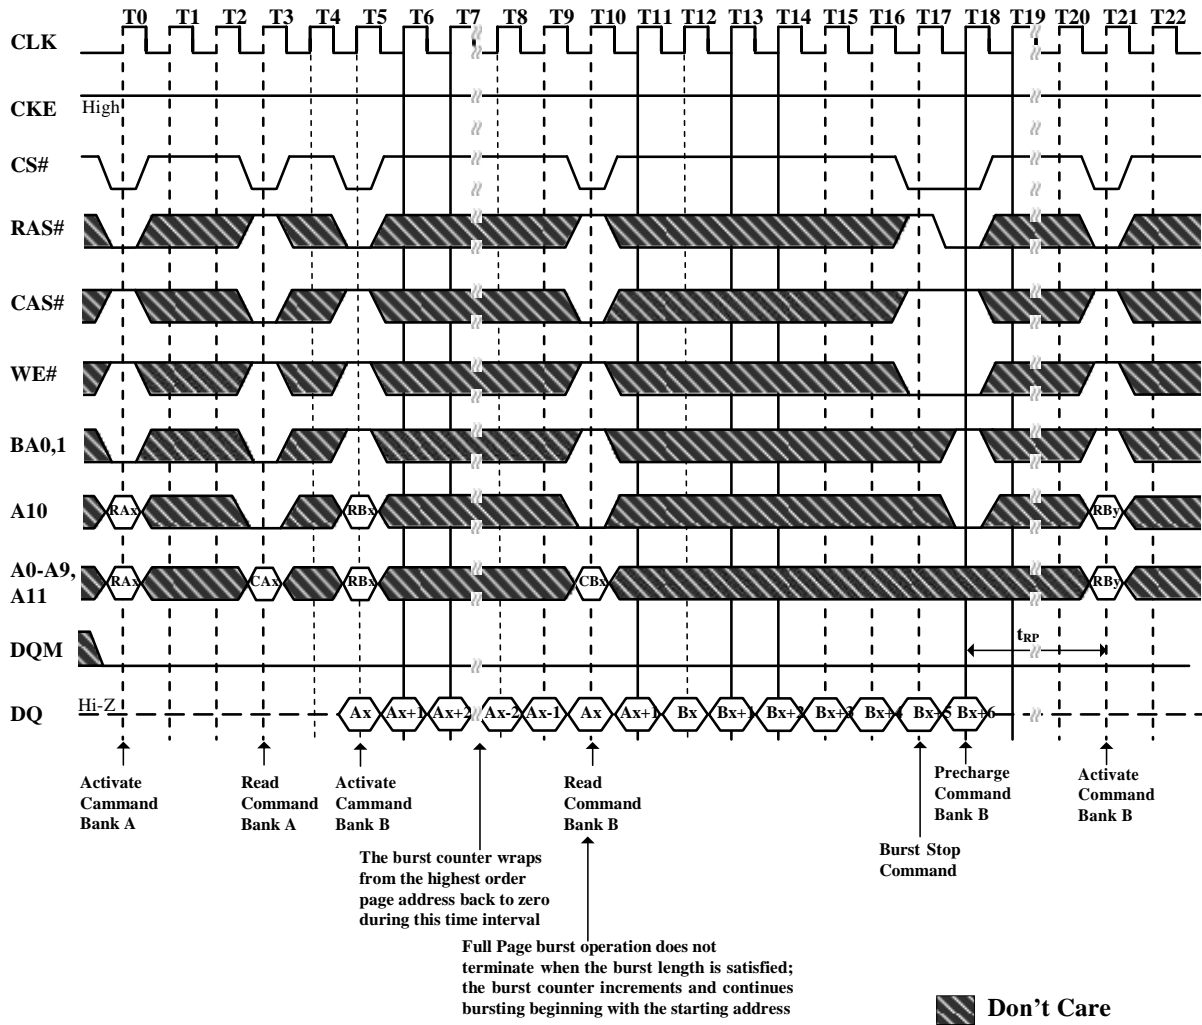 T0 T1 T2 T3 T4 T5 T6 T7 T8 T9 T10 T11 T12 T13 T14 T15 T16 T17 T18 T19 T20 T21 T22
CLK
CKE High
CS#
RAS#
CAS#
WE#
BA0,1
A10 RAx RBx RBy
A0-A9,
A11 RAx CAx RBx CBx RBy
DQM tRP
DQ Hi-Z Ax Ax+1 Ax+2 Ax-2 Ax-1 Ax Ax+1 Bx Bx+1 Bx+2 Bx+3 Bx+4 Bx+5 Bx+6
Activate
Cammand
Bank A
Read
Command
Bank A
Activate
Cammand
Bank B
Read
Command
Bank B
Precharge
Command
Bank B
Activate
Command
Bank B
Burst Stop
Command
The burst counter wraps
from the highest order
page address back to zero
during this time interval
Full Page burst operation does not
terminate when the burst length is satisfied;
the burst counter increments and continues
bursting beginning with the starting address
Don't Care